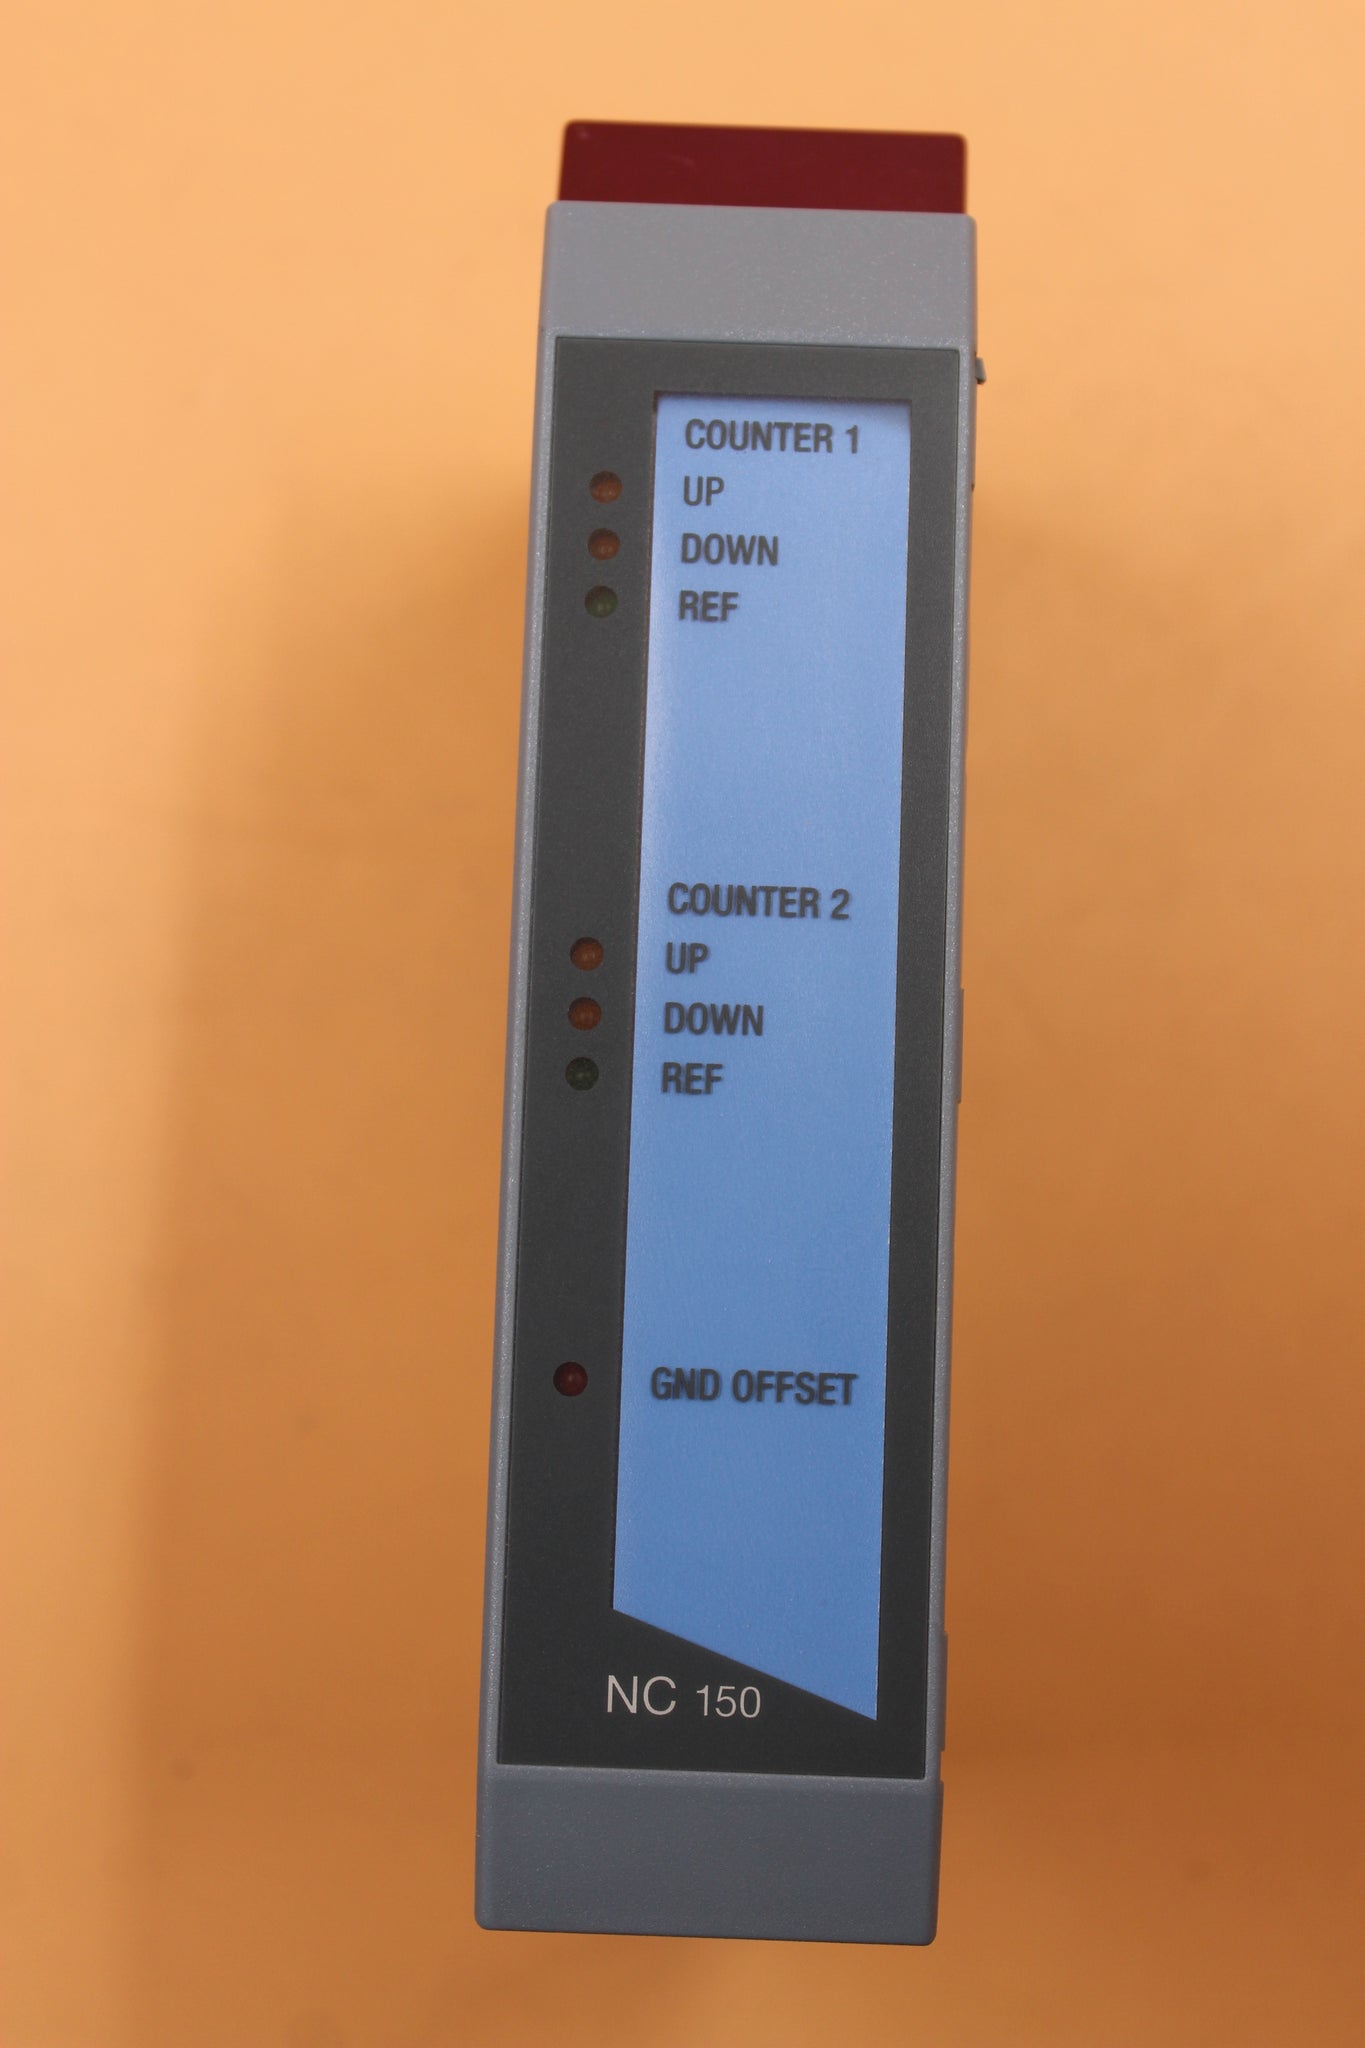 COUNTER 1
UP
DOWN
REF
COUNTER 2
UP
DOWN
REF
GND OFFSET
NC 150